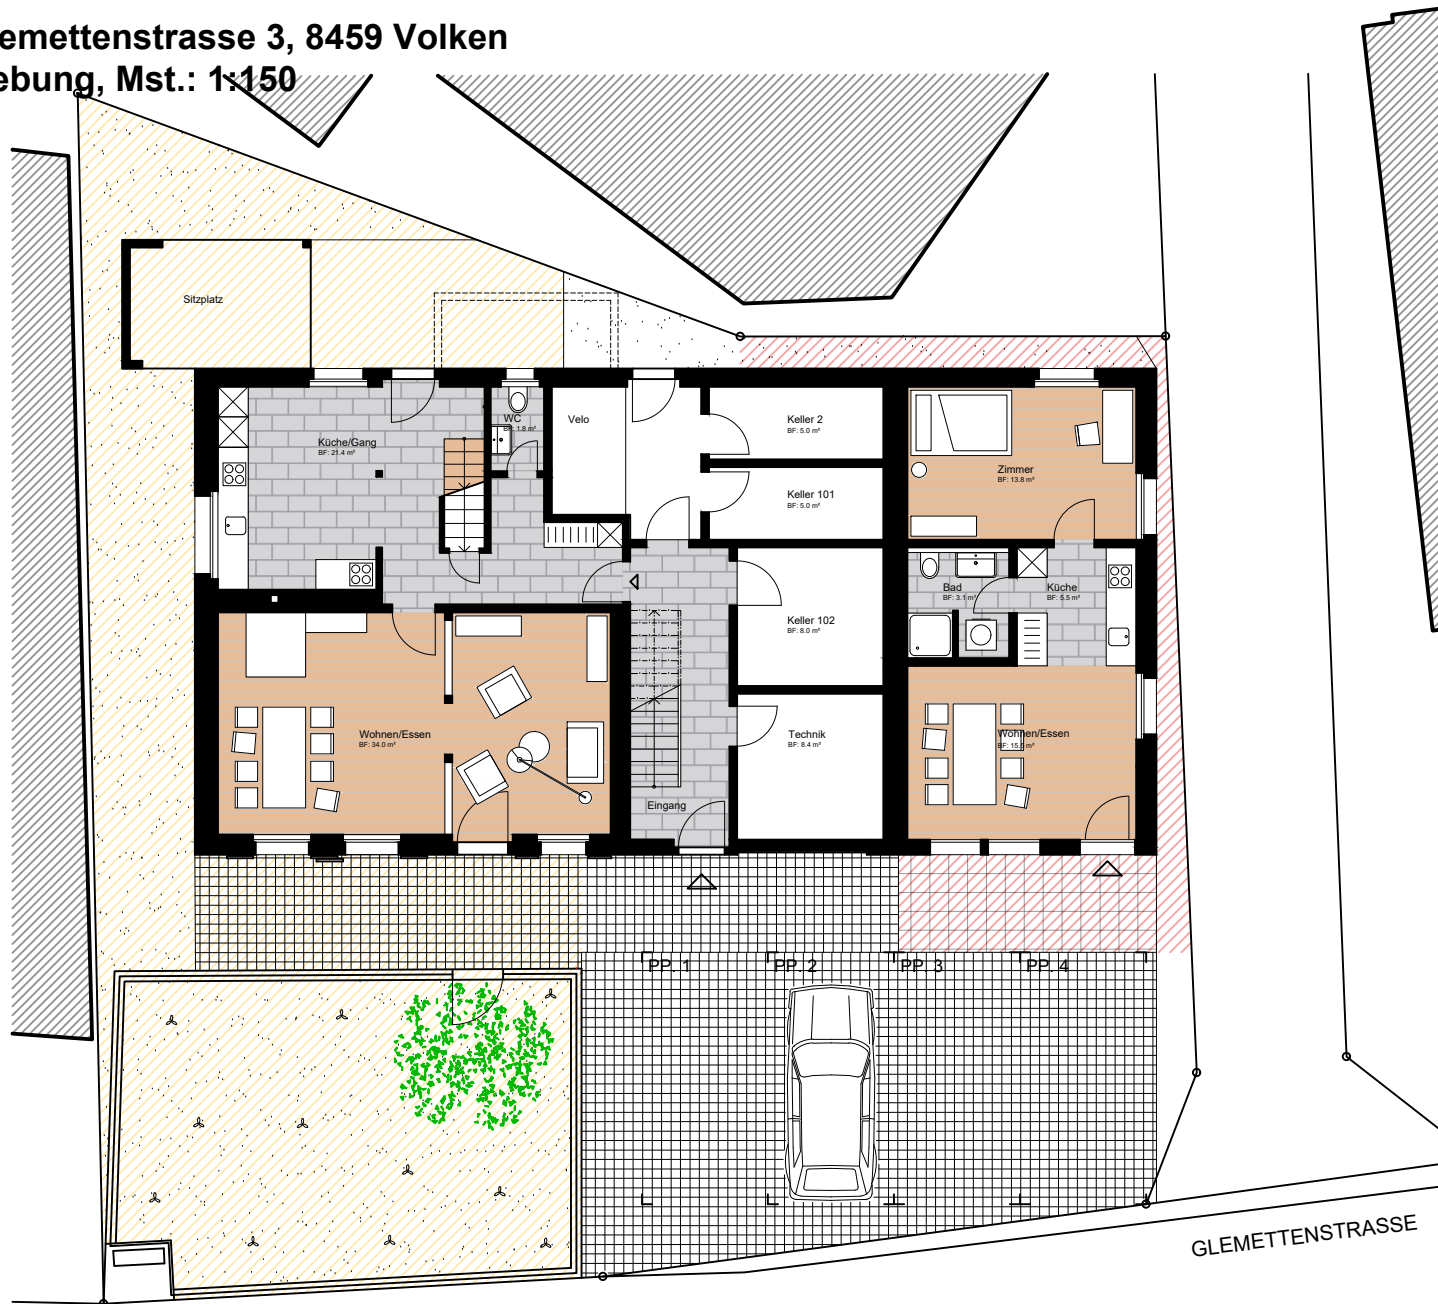 lemettenstrasse 3, 8459 Volken
ebung, Mst.: 1:150
Sitzplatz
Küche/Gang
BF: 21.4 m²
WC
BF: 1.8 m²
Velo
Keller 2
BF: 5.0 m²
Keller 101
BF: 5.0 m²
Zimmer
BF: 13.8 m²
Bad
BF: 3.1 m²
Küche
BF: 5.5 m²
Keller 102
BF: 8.0 m²
Wohnen/Essen
BF: 34.0 m²
Technik
BF: 8.4 m²
Wohnen/Essen
Eingang
PP. 1
PP. 2
PP. 3
PP. 4
GLEMETTENSTRASSE